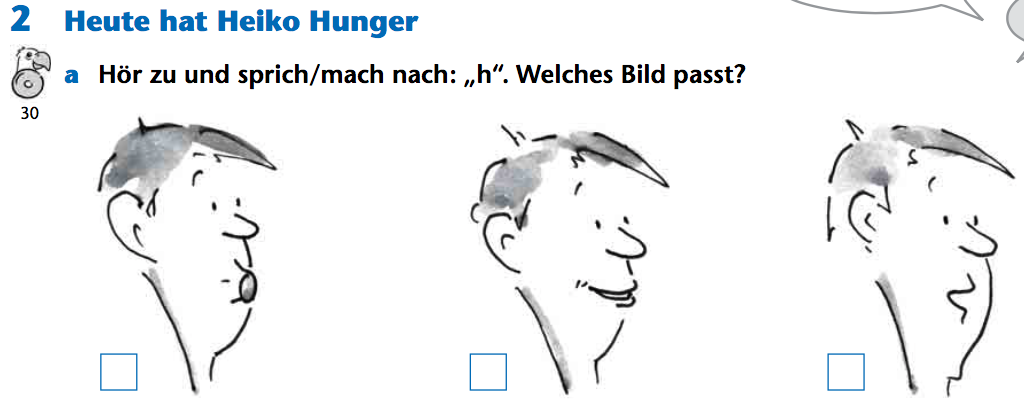 2 Heute hat Heiko Hunger
a Hör zu und sprich/mach nach: „h“. Welches Bild passt?
30